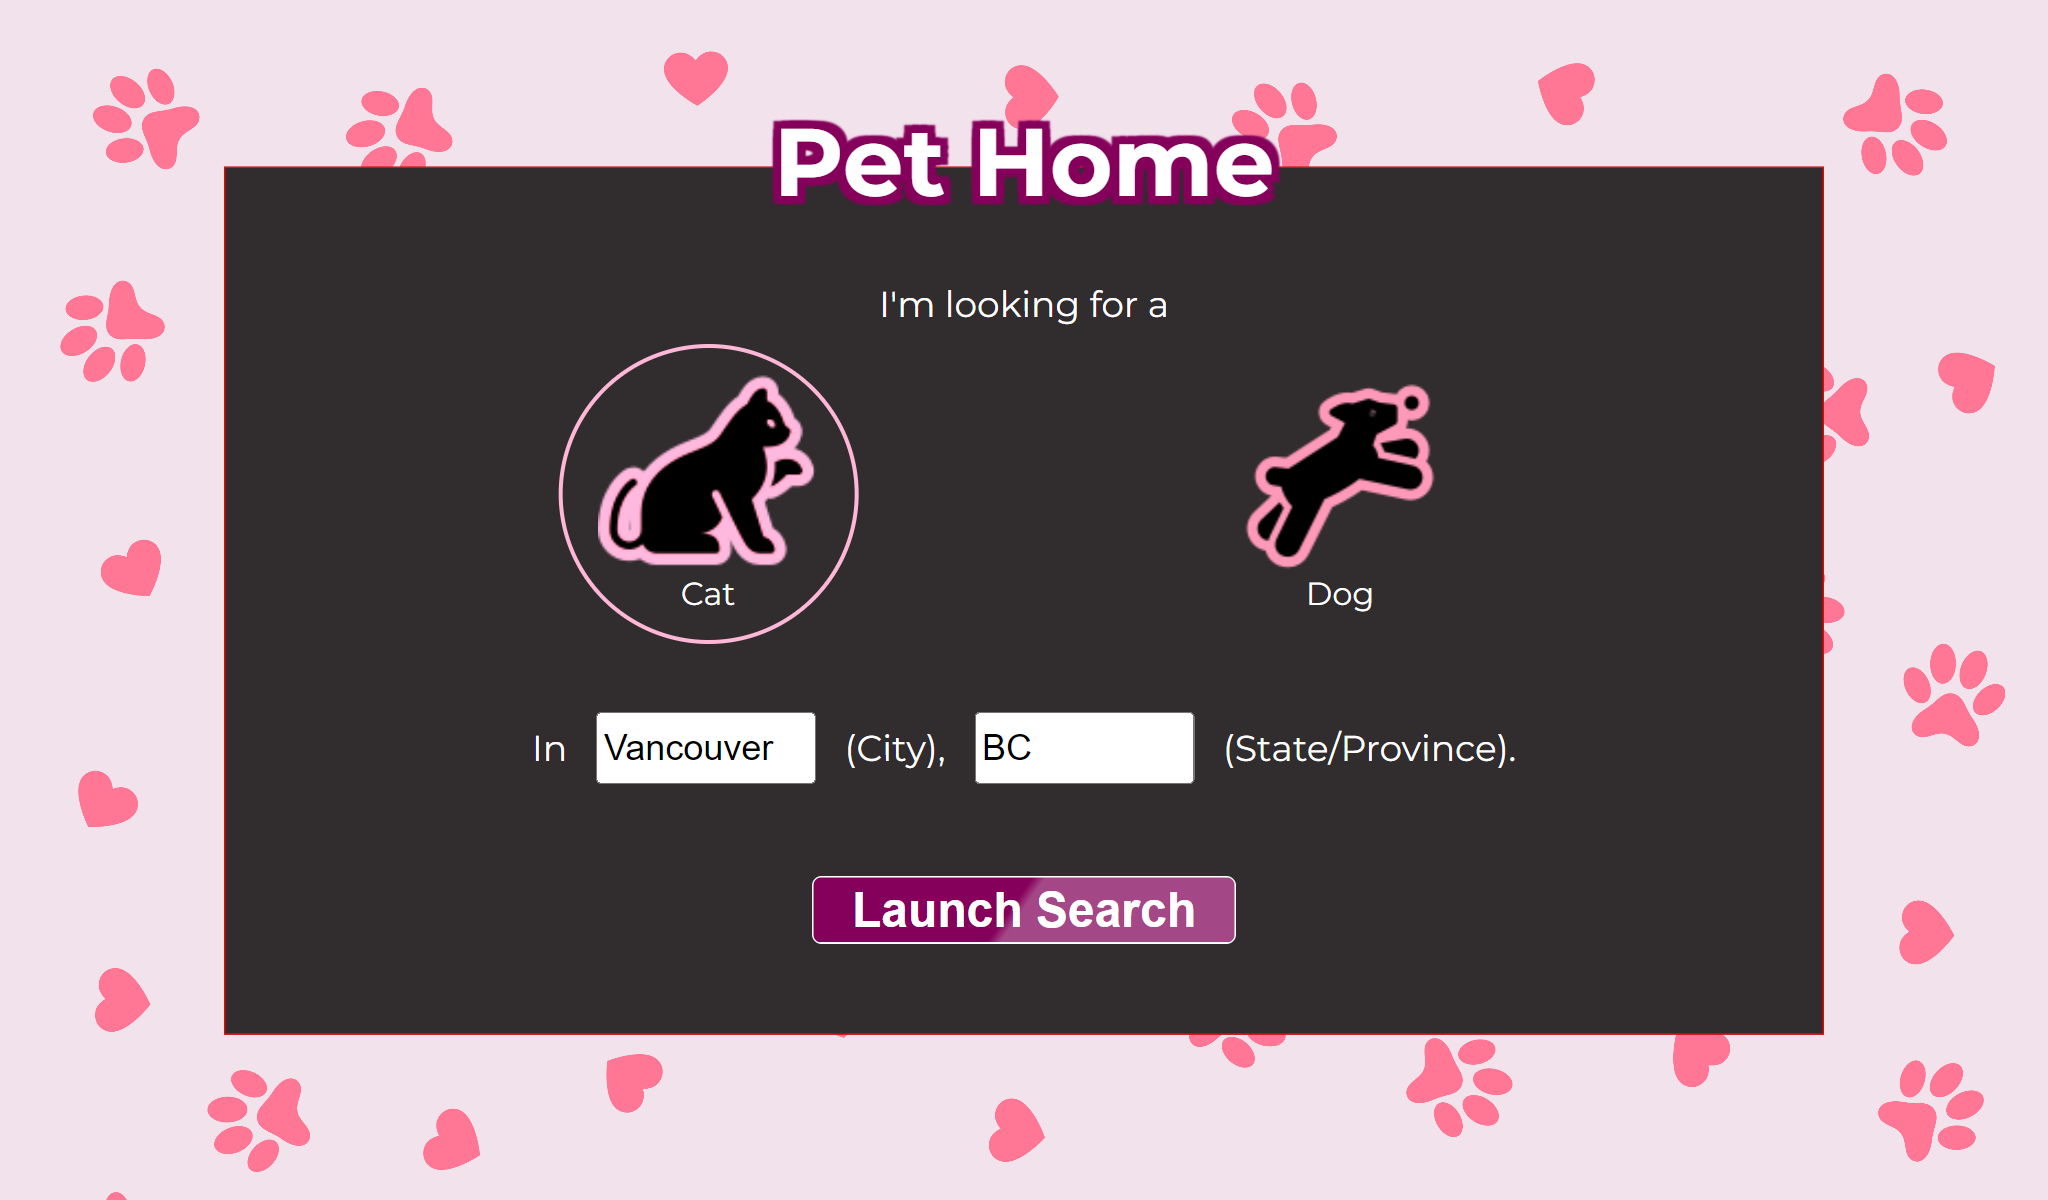 Pet Home
I'm looking for a
Cat
Dog
In Vancouver (City), BC (State/Province).
Launch Search